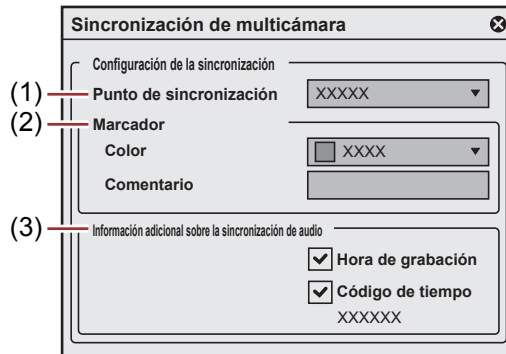 Sincronización de multicámara
Configuración de la sincronización
(1) Punto de sincronización XXXXX
(2) Marcador
Color XXXX
Comentario
(3) Información adicional sobre la sincronización de audio
Hora de grabación
Código de tiempo
XXXXXX